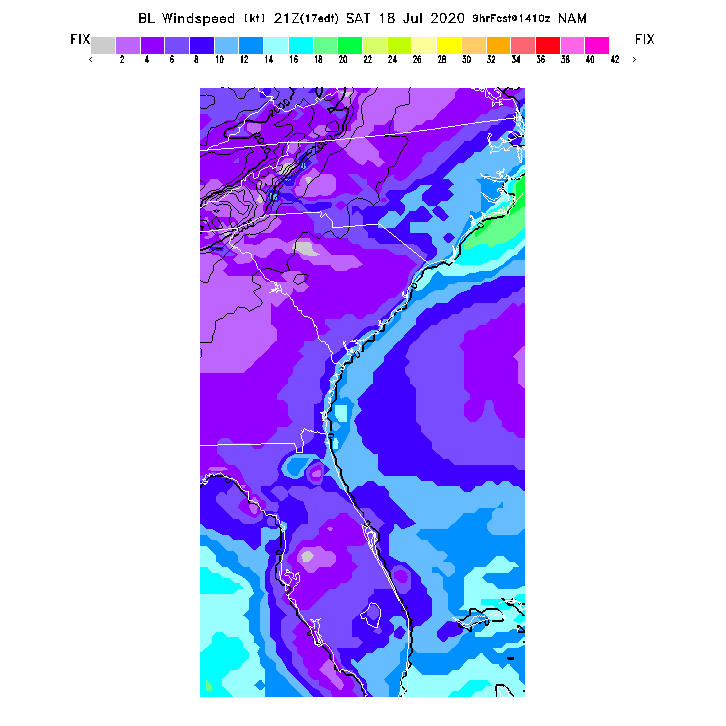 BL Windspeed [kt] 21Z(17edt) SAT 18 Jul 2020 9hrFcst@1410z NAM
FIX FIX
< 2 4 6 8 10 12 14 16 18 20 22 24 26 28 30 32 34 36 38 40 42 >